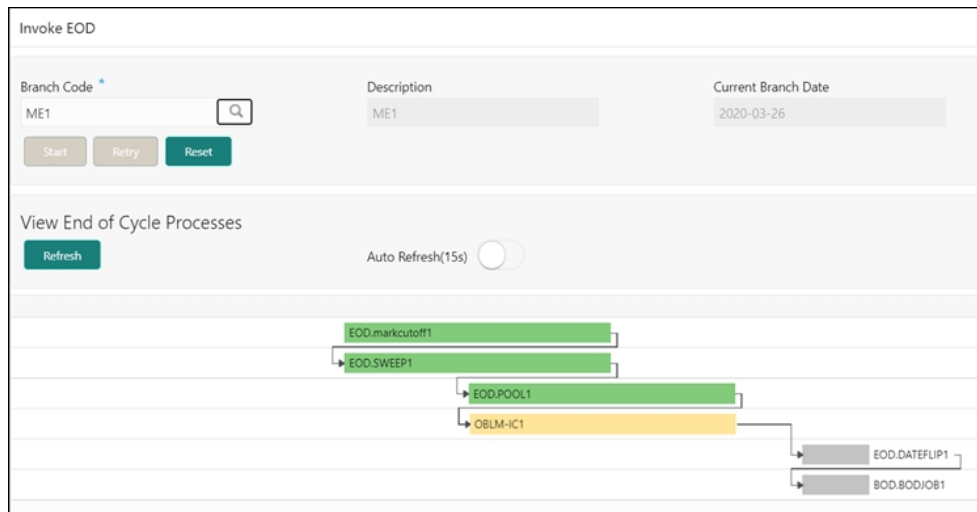 Invoke EOD
Branch Code * Description Current Branch Date
ME1 ME1 2020-03-26
Start Retry Reset
View End of Cycle Processes
Refresh Auto Refresh(15s)
EOD.markcutoff1
EOD.SWEEP1
EOD.POOL1
OBLM-IC1
EOD.DATEFLIP1
BOD.BODJOB1